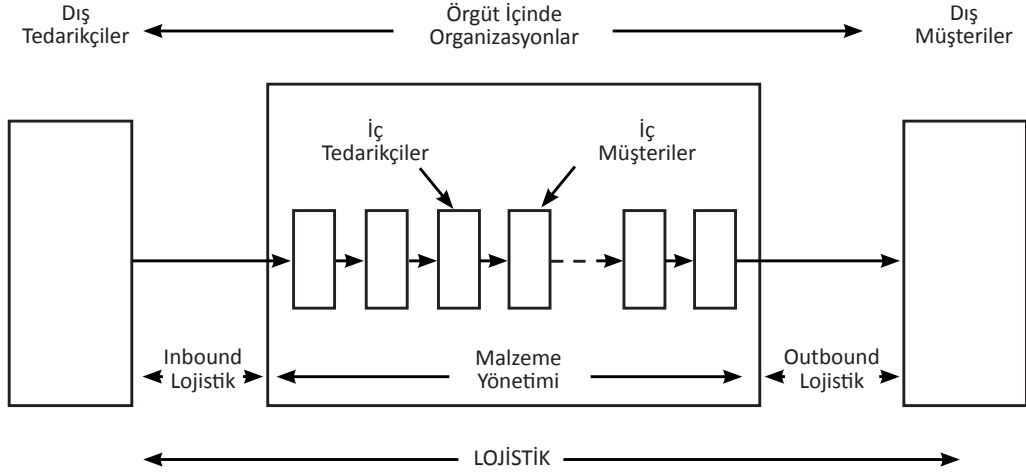 Dış
Tedarikçiler
Örgüt İçinde
Organizasyonlar
Dış
Müşteriler
İç
Tedarikçiler
İç
Müşteriler
Inbound
Lojistik
Malzeme
Yönetimi
Outbound
Lojistik
LOJİSTİK